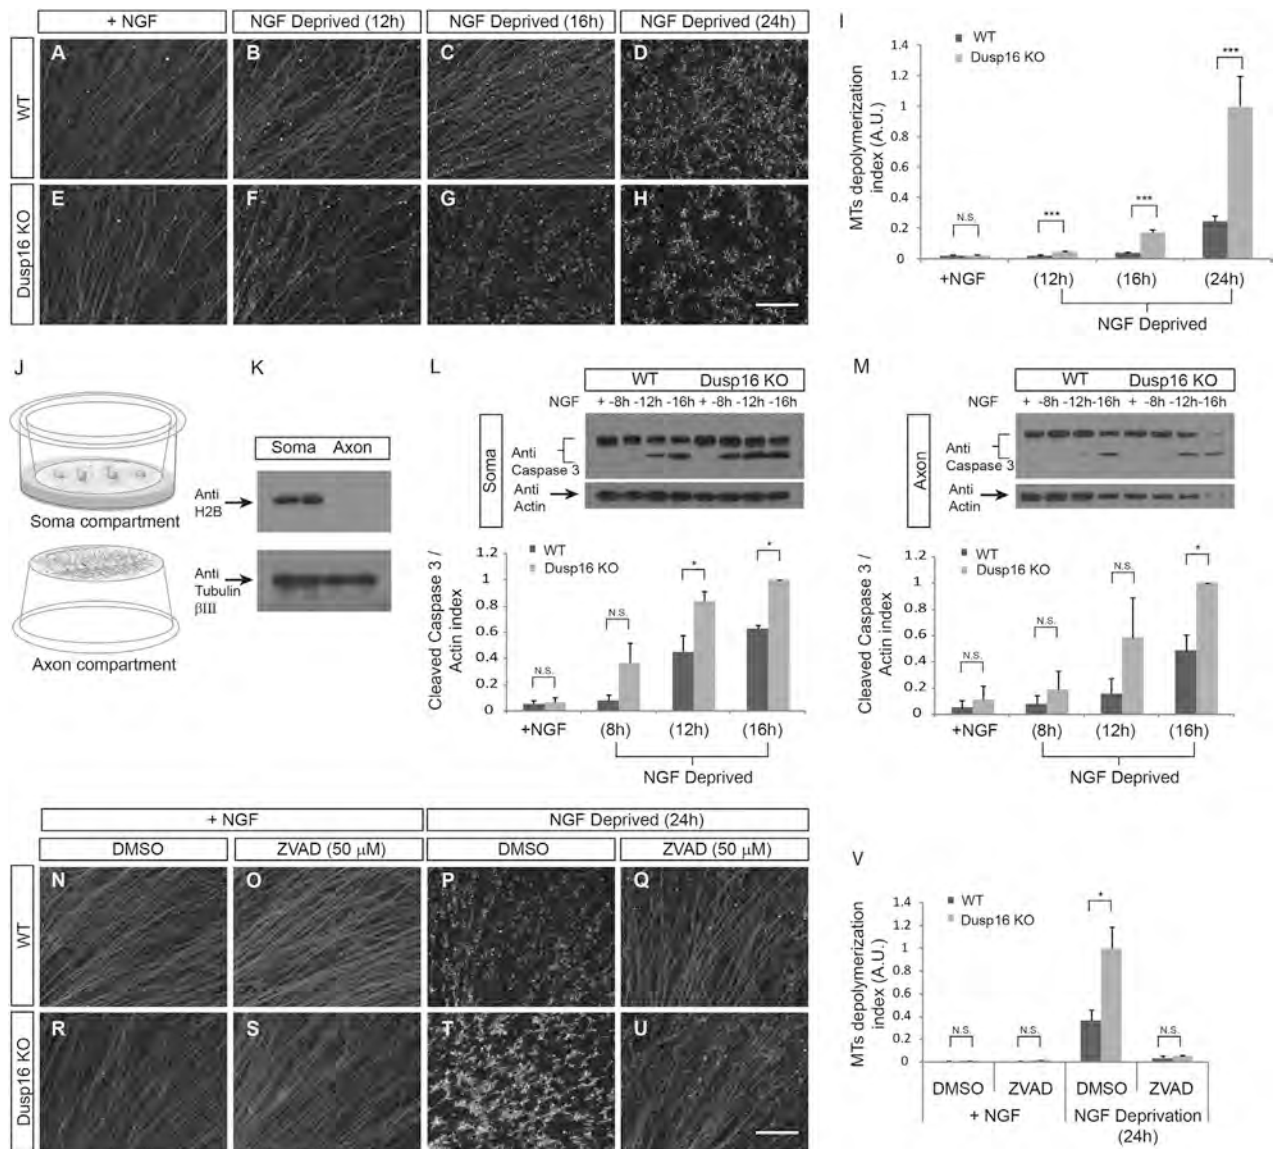 + NGF
NGF Deprived (12h)
NGF Deprived (16h)
NGF Deprived (24h)
WT
A
B
C
D
Dusp16 KO
E
F
G
H
I
WT
Dusp16 KO
MTs depolymerization
index (A.U.)
1.4
1.2
1
0.8
0.6
0.4
0.2
0
N.S.
***
***
***
+NGF
(12h)
(16h)
(24h)
NGF Deprived
J
Soma compartment
Axon compartment
K
Soma Axon
Anti
H2B
Anti
Tubulin
βIII
L
WT
Dusp16 KO
NGF
+ -8h -12h -16h + -8h -12h -16h
Soma
Anti
Caspase 3
Anti
Actin
Cleaved Caspase 3 /
Actin index
1.2
1
0.8
0.6
0.4
0.2
0
WT
Dusp16 KO
N.S.
N.S.
*
*
+NGF
(8h)
(12h)
(16h)
NGF Deprived
M
WT
Dusp16 KO
NGF
+ -8h -12h -16h + -8h -12h -16h
Axon
Anti
Caspase 3
Anti
Actin
Cleaved Caspase 3 /
Actin index
1.2
1
0.8
0.6
0.4
0.2
0
WT
Dusp16 KO
N.S.
N.S.
N.S.
*
+NGF
(8h)
(12h)
(16h)
NGF Deprived
+ NGF
NGF Deprived (24h)
DMSO
ZVAD (50 μM)
DMSO
ZVAD (50 μM)
WT
N
O
P
Q
Dusp16 KO
R
S
T
U
V
WT
Dusp16 KO
MTs depolymerization
index (A.U.)
1.4
1.2
1
0.8
0.6
0.4
0.2
0
N.S.
N.S.
*
N.S.
DMSO
ZVAD
DMSO
ZVAD
+ NGF
NGF Deprivation
(24h)